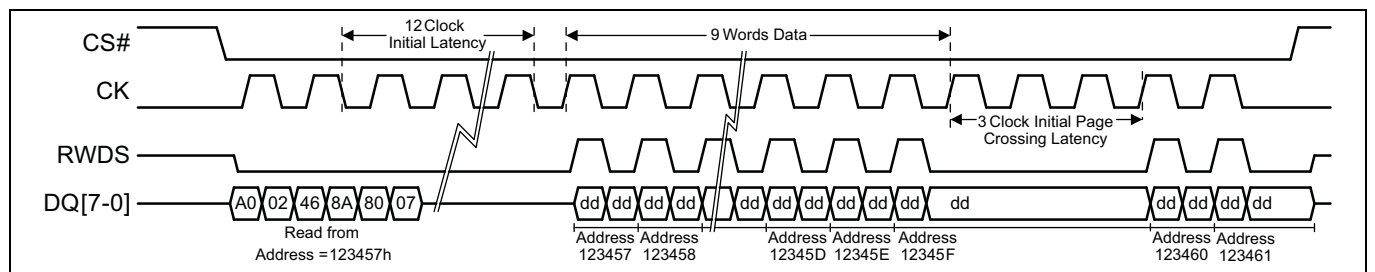 12 Clock
Initial Latency
9 Words Data
CS#
CK
3 Clock Initial Page
Crossing Latency
RWDS
DQ[7-0]
A0 02 46 8A 80 07 dd dd dd dd dd dd dd dd dd dd dd dd dd dd dd
Read from
Address =123457h
Address
123457
Address
123458
Address
12345D
Address
12345E
Address
12345F
Address
123460
Address
123461